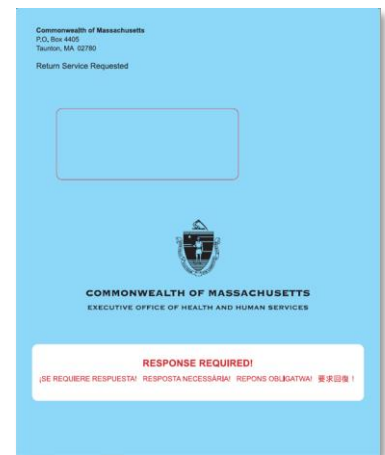 Commonwealth of Massachusetts
P.O. Box 4405
Taunton, MA 02780
Return Service Requested
COMMONWEALTH OF MASSACHUSETTS
EXECUTIVE OFFICE OF HEALTH AND HUMAN SERVICES
RESPONSE REQUIRED!
¡SE REQUIERE RESPUESTA! RESPOSTA NECESSÁRIA! REPONS OBLIGATWA! 要求回復！